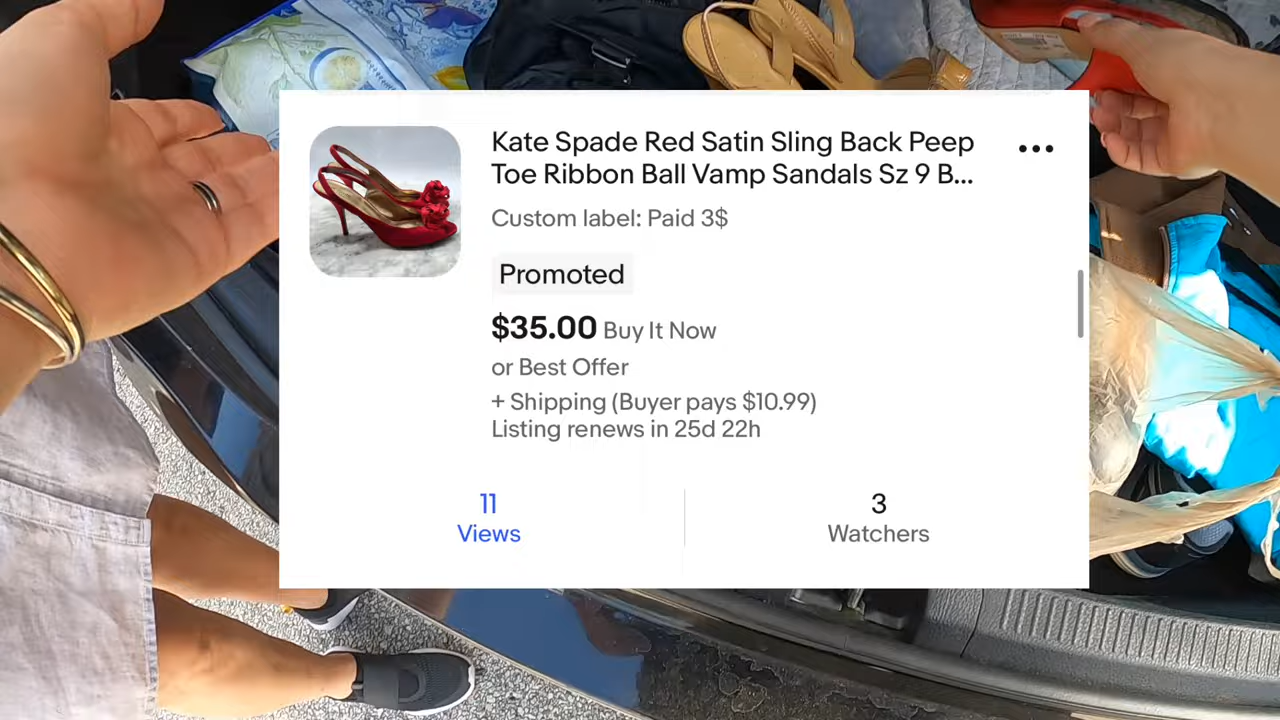 Kate Spade Red Satin Sling Back Peep
Toe Ribbon Ball Vamp Sandals Sz 9 B...
Custom label: Paid 3$
Promoted
$35.00 Buy It Now
or Best Offer
+ Shipping (Buyer pays $10.99)
Listing renews in 25d 22h
11
Views
3
Watchers